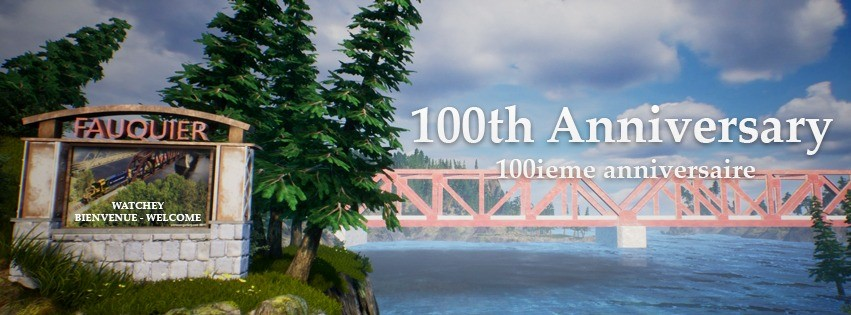 FAUQUIER
WATCHEY
BIENVENUE - WELCOME
100th Anniversary
100ieme anniversaire